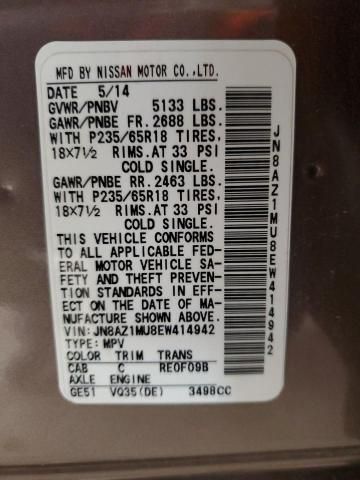 MFD BY NISSAN MOTOR CO.,LTD.
DATE 5/14
GVWR/PNBV 5133 LBS.
GAWR/PNBE FR. 2688 LBS.
WITH P235/65R18 TIRES,
18X7½ RIMS. AT 33 PSI
COLD SINGLE.
GAWR/PNBE RR. 2463 LBS.
WITH P235/65R18 TIRES,
18X7½ RIMS. AT 33 PSI
COLD SINGLE.
THIS VEHICLE CONFORMS
TO ALL APPLICABLE FED-
ERAL MOTOR VEHICLE SA-
FETY AND THEFT PREVEN-
TION STANDARDS IN EFF-
ECT ON THE DATE OF MA-
NUFACTURE SHOWN ABOVE.
VIN: JN8AZ1MU8EW414942
TYPE: MPV
COLOR TRIM TRANS
CAB C RE0F09B
AXLE ENGINE
GE51 VQ35(DE) 3498CC
JN8AZ1MU8EW414942